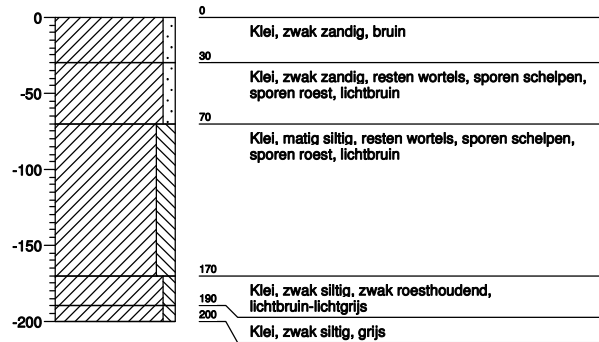 0
-50
-100
-150
-200
0
Klei, zwak zandig, bruin
30
Klei, zwak zandig, resten wortels, sporen schelpen,
sporen roest, lichtbruin
70
Klei, matig siltig, resten wortels, sporen schelpen,
sporen roest, lichtbruin
170
Klei, zwak siltig, zwak roesthoudend,
lichtbruin-lichtgrijs
190
200
Klei, zwak siltig, grijs